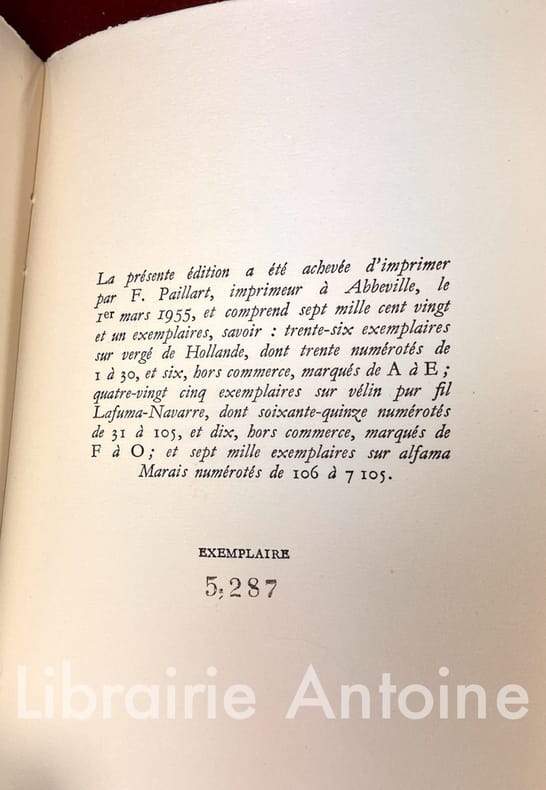 La présente édition a été achevée d'imprimer
par F. Paillart, imprimeur à Abbeville, le
1er mars 1955, et comprend sept mille cent vingt
et un exemplaires, savoir : trente-six exemplaires
sur vergé de Hollande, dont trente numérotés de
1 à 30, et six, hors commerce, marqués de A à E ;
quatre-vingt cinq exemplaires sur vélin pur fil
Lafuma-Navarre, dont soixante-quinze numérotés
de 31 à 105, et dix, hors commerce, marqués de
F à O ; et sept mille exemplaires sur alfama
Marais numérotés de 106 à 7 105.
EXEMPLAIRE
5,287
Librairie Antoine